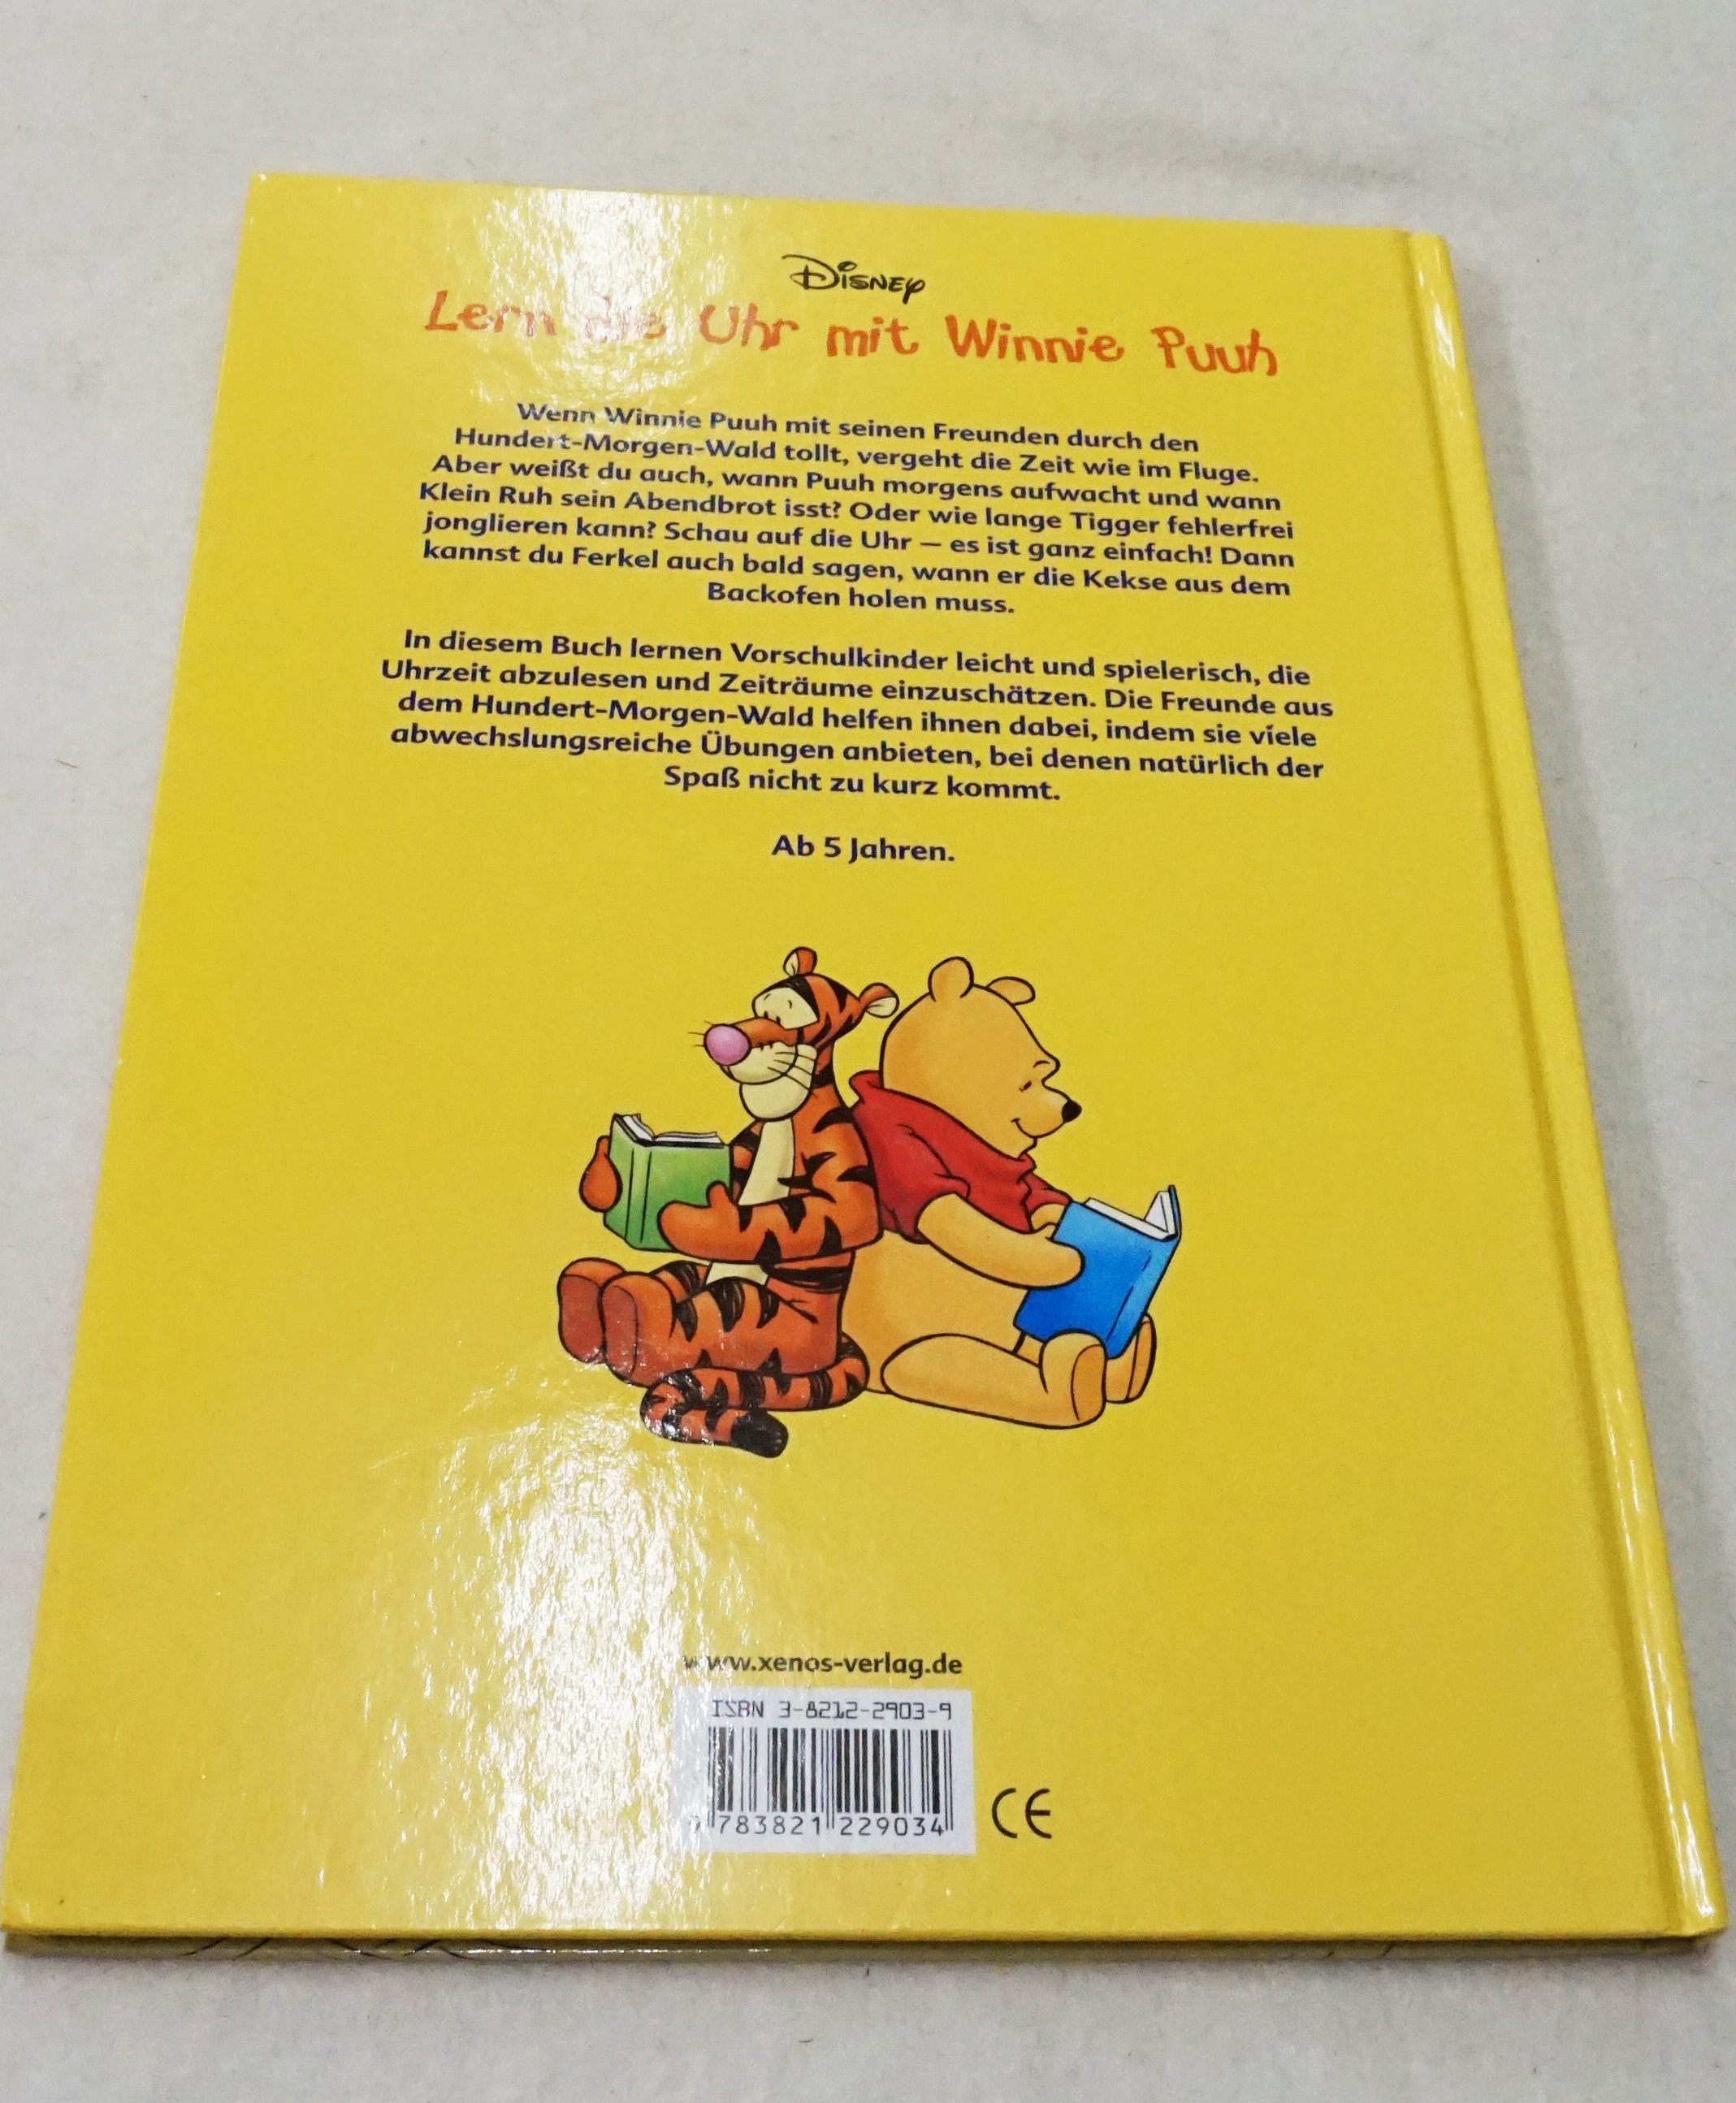 Disney
Lern die Uhr mit Winnie Puuh
Wenn Winnie Puuh mit seinen Freunden durch den
Hundert-Morgen-Wald tollt, vergeht die Zeit wie im Fluge.
Aber weißt du auch, wann Puuh morgens aufwacht und wann
Klein Ruh sein Abendbrot isst? Oder wie lange Tigger fehlerfrei
jonglieren kann? Schau auf die Uhr — es ist ganz einfach! Dann
kannst du Ferkel auch bald sagen, wann er die Kekse aus dem
Backofen holen muss.
In diesem Buch lernen Vorschulkinder leicht und spielerisch, die
Uhrzeit abzulesen und Zeiträume einzuschätzen. Die Freunde aus
dem Hundert-Morgen-Wald helfen ihnen dabei, indem sie viele
abwechslungsreiche Übungen anbieten, bei denen natürlich der
Spaß nicht zu kurz kommt.
Ab 5 Jahren.
www.xenos-verlag.de
ISBN 3-8212-2903-9
9 783821 229034
CE